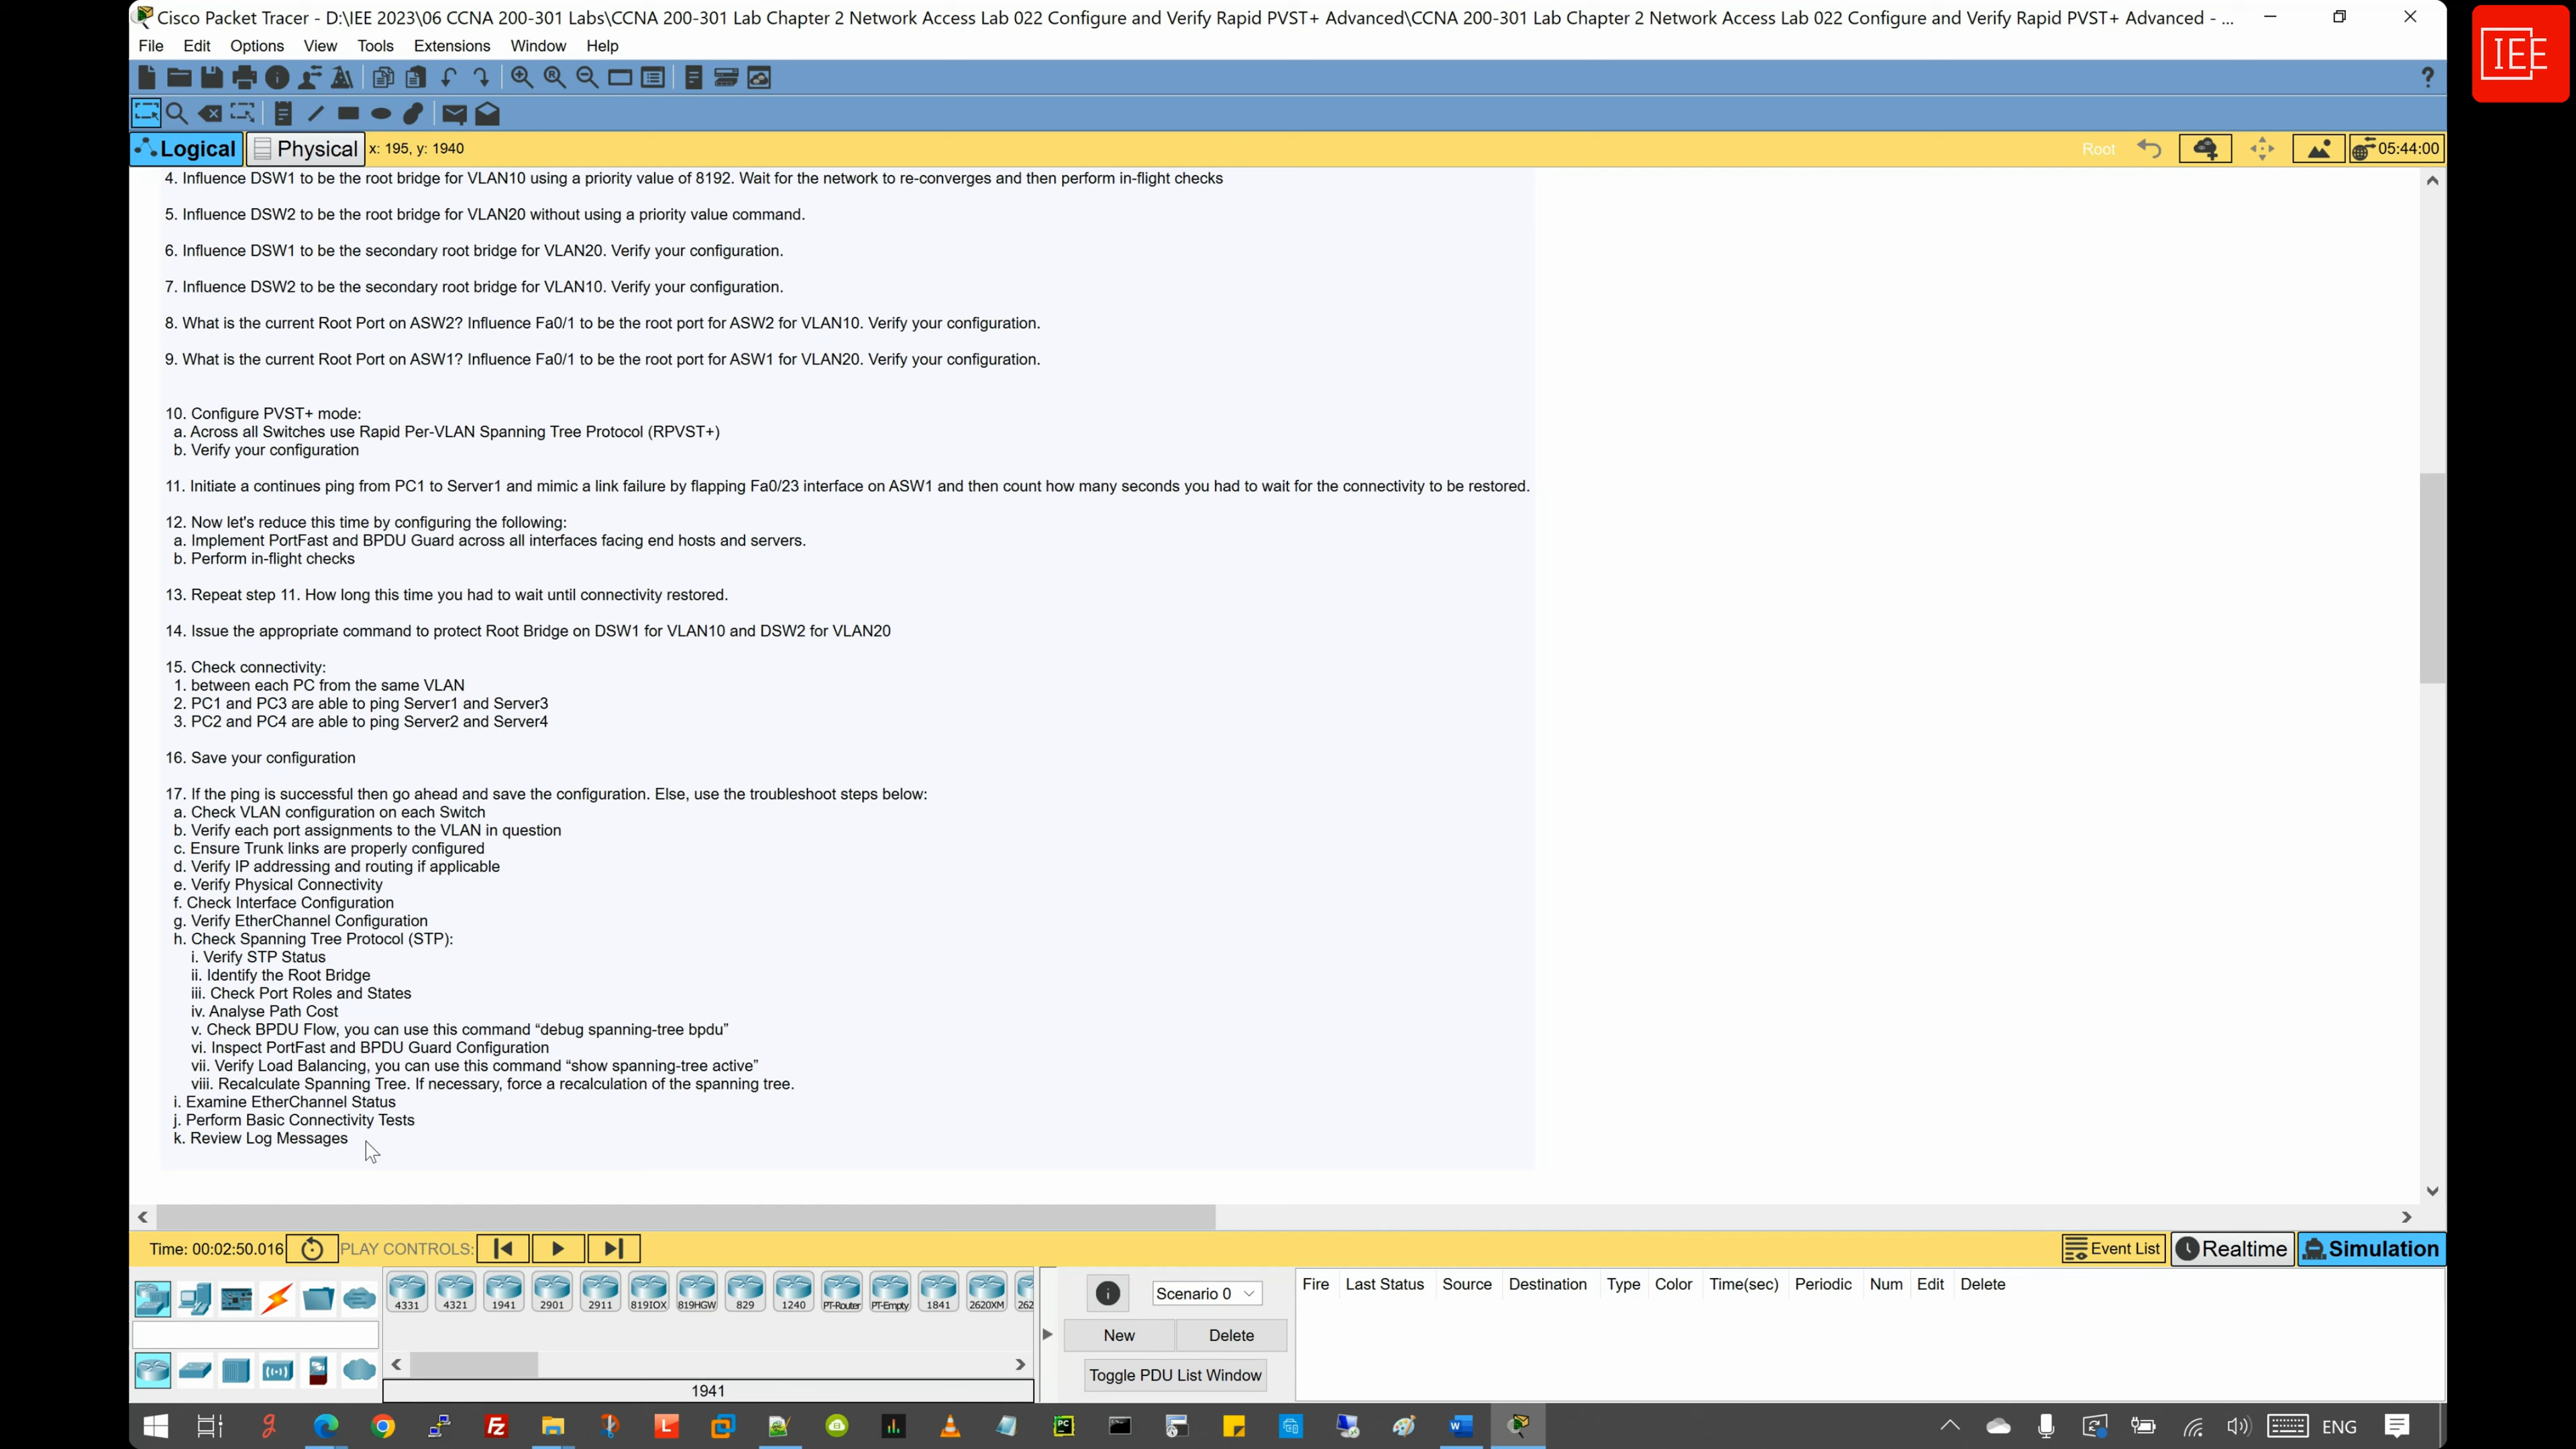 Cisco Packet Tracer - D:\IEE 2023\06 CCNA 200-301 Labs\CCNA 200-301 Lab Chapter 2 Network Access Lab 022 Configure and Verify Rapid PVST+ Advanced\CCNA 200-301 Lab Chapter 2 Network Access Lab 022 Configure and Verify Rapid PVST+ Advanced - ...
IEE
File Edit Options View Tools Extensions Window Help
Logical Physical x: 195, y: 1940 Root 05:44:00
4. Influence DSW1 to be the root bridge for VLAN10 using a priority value of 8192. Wait for the network to re-converges and then perform in-flight checks
5. Influence DSW2 to be the root bridge for VLAN20 without using a priority value command.
6. Influence DSW1 to be the secondary root bridge for VLAN20. Verify your configuration.
7. Influence DSW2 to be the secondary root bridge for VLAN10. Verify your configuration.
8. What is the current Root Port on ASW2? Influence Fa0/1 to be the root port for ASW2 for VLAN10. Verify your configuration.
9. What is the current Root Port on ASW1? Influence Fa0/1 to be the root port for ASW1 for VLAN20. Verify your configuration.
10. Configure PVST+ mode:
a. Across all Switches use Rapid Per-VLAN Spanning Tree Protocol (RPVST+)
b. Verify your configuration
11. Initiate a continues ping from PC1 to Server1 and mimic a link failure by flapping Fa0/23 interface on ASW1 and then count how many seconds you had to wait for the connectivity to be restored.
12. Now let's reduce this time by configuring the following:
a. Implement PortFast and BPDU Guard across all interfaces facing end hosts and servers.
b. Perform in-flight checks
13. Repeat step 11. How long this time you had to wait until connectivity restored.
14. Issue the appropriate command to protect Root Bridge on DSW1 for VLAN10 and DSW2 for VLAN20
15. Check connectivity:
1. between each PC from the same VLAN
2. PC1 and PC3 are able to ping Server1 and Server3
3. PC2 and PC4 are able to ping Server2 and Server4
16. Save your configuration
17. If the ping is successful then go ahead and save the configuration. Else, use the troubleshoot steps below:
a. Check VLAN configuration on each Switch
b. Verify each port assignments to the VLAN in question
c. Ensure Trunk links are properly configured
d. Verify IP addressing and routing if applicable
e. Verify Physical Connectivity
f. Check Interface Configuration
g. Verify EtherChannel Configuration
h. Check Spanning Tree Protocol (STP):
i. Verify STP Status
ii. Identify the Root Bridge
iii. Check Port Roles and States
iv. Analyse Path Cost
v. Check BPDU Flow, you can use this command “debug spanning-tree bpdu”
vi. Inspect PortFast and BPDU Guard Configuration
vii. Verify Load Balancing, you can use this command “show spanning-tree active”
viii. Recalculate Spanning Tree. If necessary, force a recalculation of the spanning tree.
i. Examine EtherChannel Status
j. Perform Basic Connectivity Tests
k. Review Log Messages
Time: 00:02:50.016 PLAY CONTROLS: Event List Realtime Simulation
4331 4321 1941 2901 2911 819IOX 819HGW 829 1240 PT-Router PT-Empty 1841 2620XM 262
Scenario 0
Fire Last Status Source Destination Type Color Time(sec) Periodic Num Edit Delete
New Delete
Toggle PDU List Window
1941
ENG